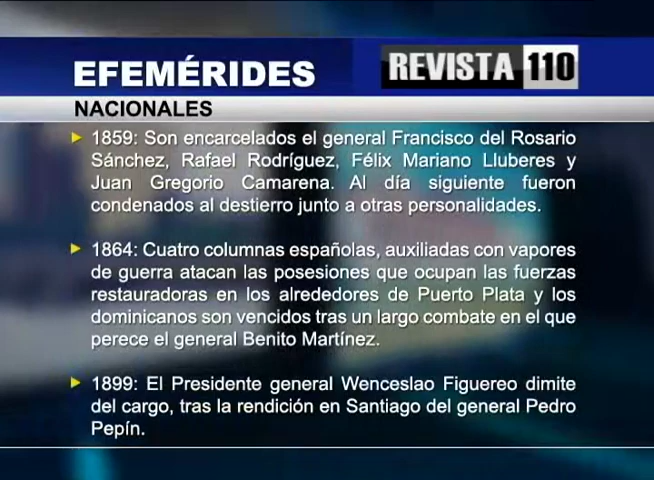 EFEMÉRIDES
REVISTA 110
NACIONALES
1859: Son encarcelados el general Francisco del Rosario
Sánchez, Rafael Rodríguez, Félix Mariano Lluberes y
Juan Gregorio Camarena. Al día siguiente fueron
condenados al destierro junto a otras personalidades.
1864: Cuatro columnas españolas, auxiliadas con vapores
de guerra atacan las posesiones que ocupan las fuerzas
restauradoras en los alrededores de Puerto Plata y los
dominicanos son vencidos tras un largo combate en el que
perece el general Benito Martínez.
1899: El Presidente general Wenceslao Figuereo dimite
del cargo, tras la rendición en Santiago del general Pedro
Pepín.